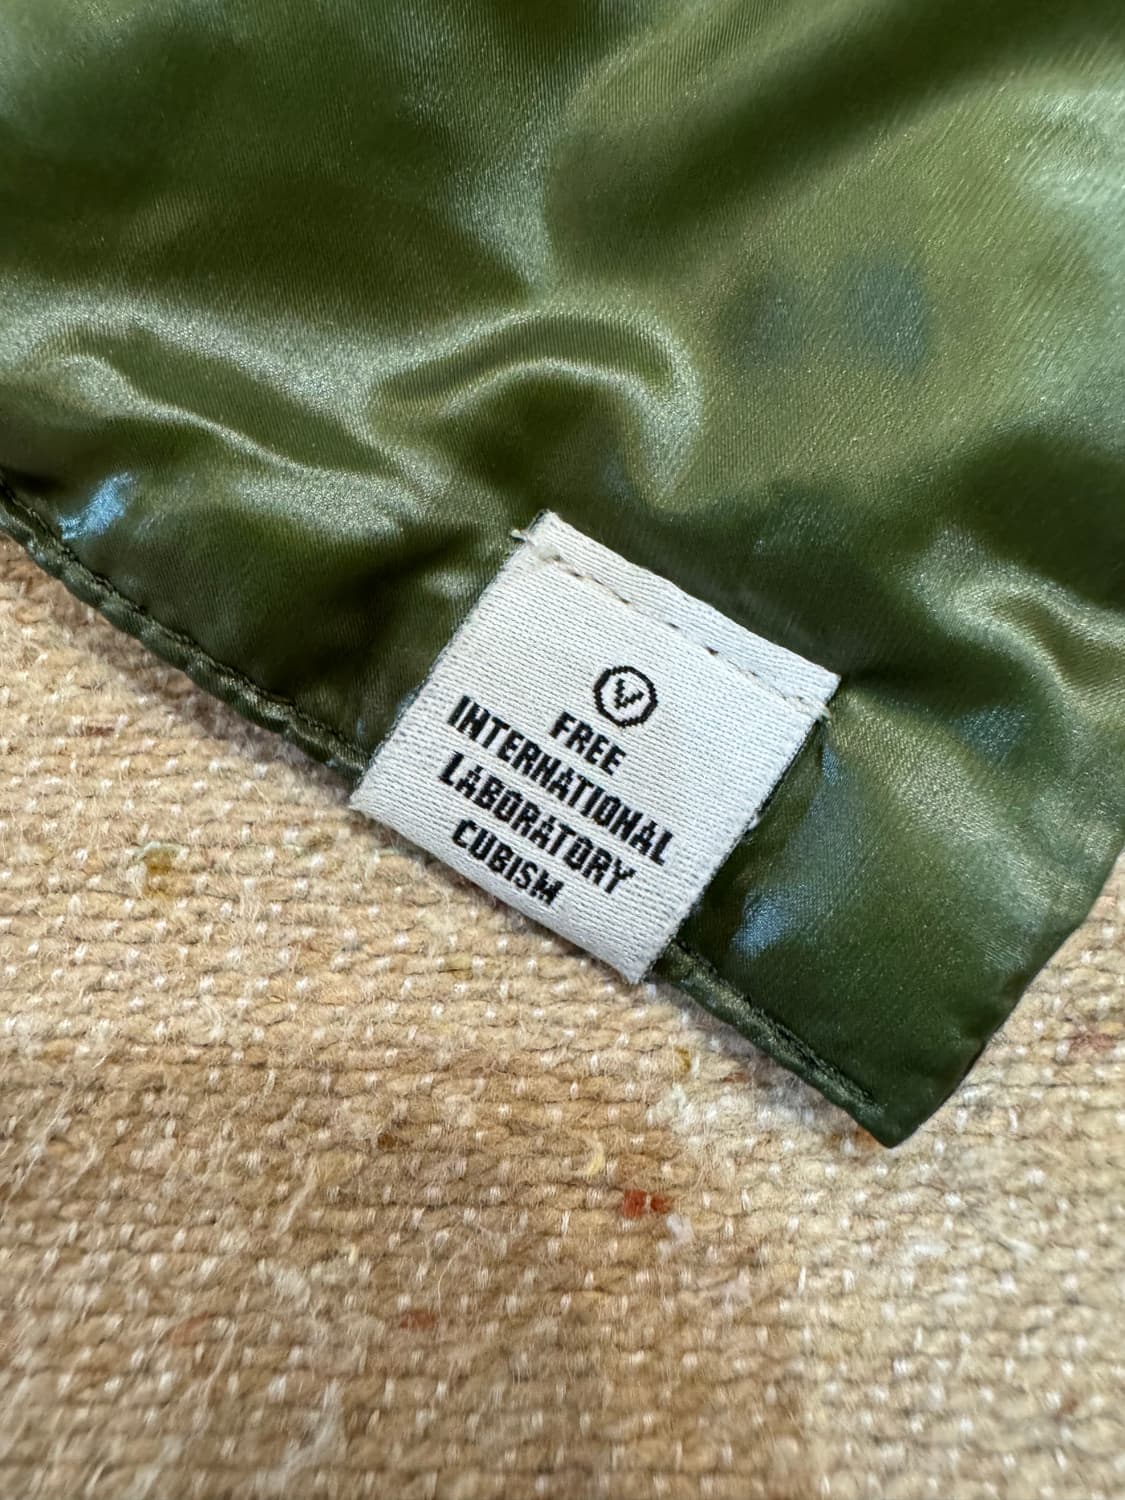 V
FREE
INTERNATIONAL
LABORATORY
CUBISM